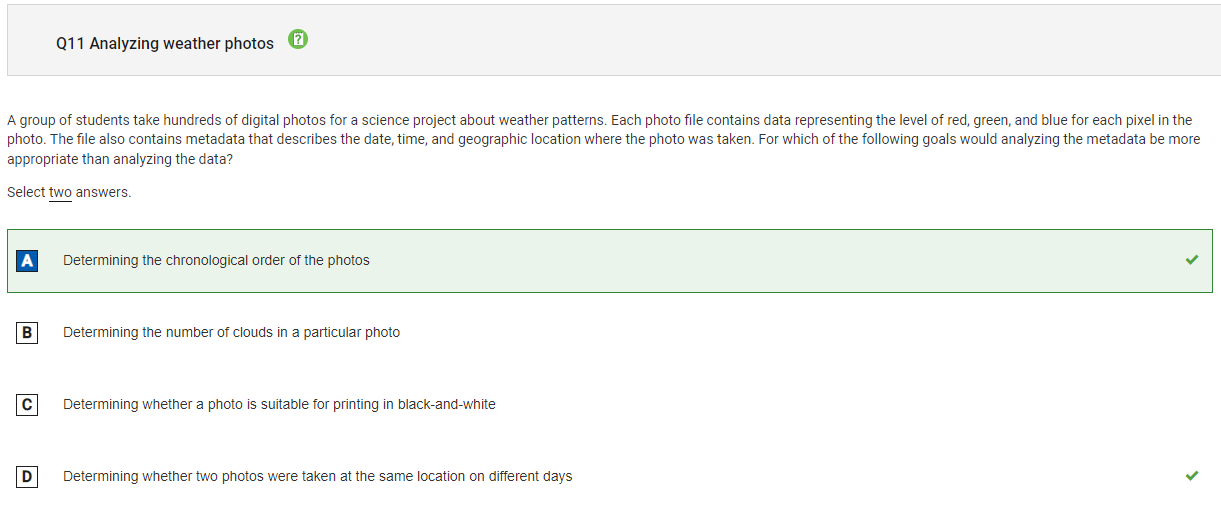 Q11 Analyzing weather photos
A group of students take hundreds of digital photos for a science project about weather patterns. Each photo file contains data representing the level of red, green, and blue for each pixel in the
photo. The file also contains metadata that describes the date, time, and geographic location where the photo was taken. For which of the following goals would analyzing the metadata be more
appropriate than analyzing the data?
Select two answers.
A Determining the chronological order of the photos
B Determining the number of clouds in a particular photo
C Determining whether a photo is suitable for printing in black-and-white
D Determining whether two photos were taken at the same location on different days